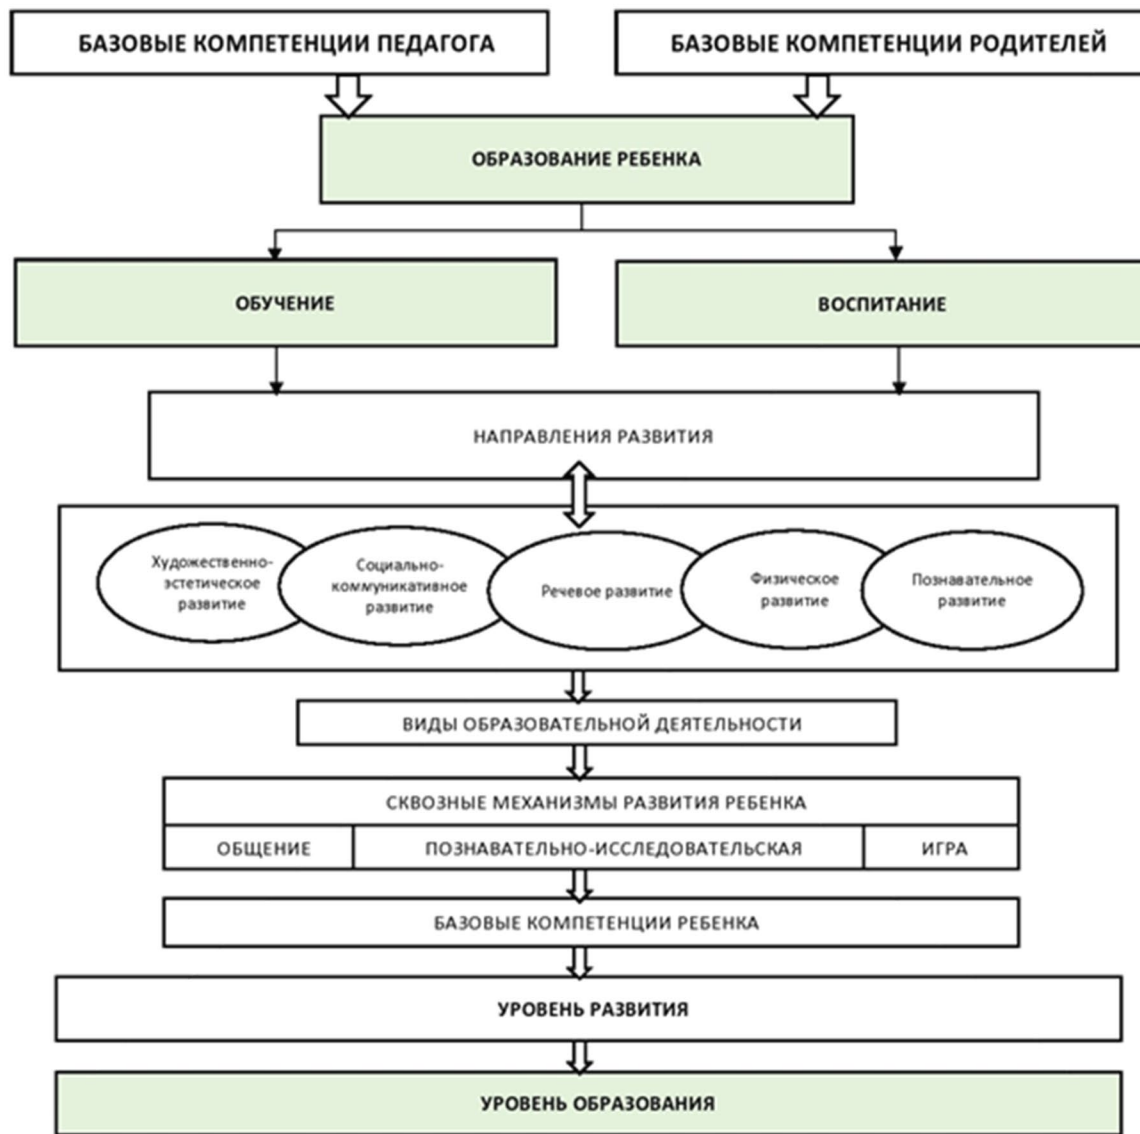 БАЗОВЫЕ КОМПЕТЕНЦИИ ПЕДАГОГА
БАЗОВЫЕ КОМПЕТЕНЦИИ РОДИТЕЛЕЙ
ОБРАЗОВАНИЕ РЕБЕНКА
ОБУЧЕНИЕ
ВОСПИТАНИЕ
НАПРАВЛЕНИЯ РАЗВИТИЯ
Художественно-
эстетическое
развитие
Социально-
коммуникативное
развитие
Речевое развитие
Физическое
развитие
Познавательное
развитие
ВИДЫ ОБРАЗОВАТЕЛЬНОЙ ДЕЯТЕЛЬНОСТИ
СКВОЗНЫЕ МЕХАНИЗМЫ РАЗВИТИЯ РЕБЕНКА
ОБЩЕНИЕ
ПОЗНАВАТЕЛЬНО-ИССЛЕДОВАТЕЛЬСКАЯ
ИГРА
БАЗОВЫЕ КОМПЕТЕНЦИИ РЕБЕНКА
УРОВЕНЬ РАЗВИТИЯ
УРОВЕНЬ ОБРАЗОВАНИЯ